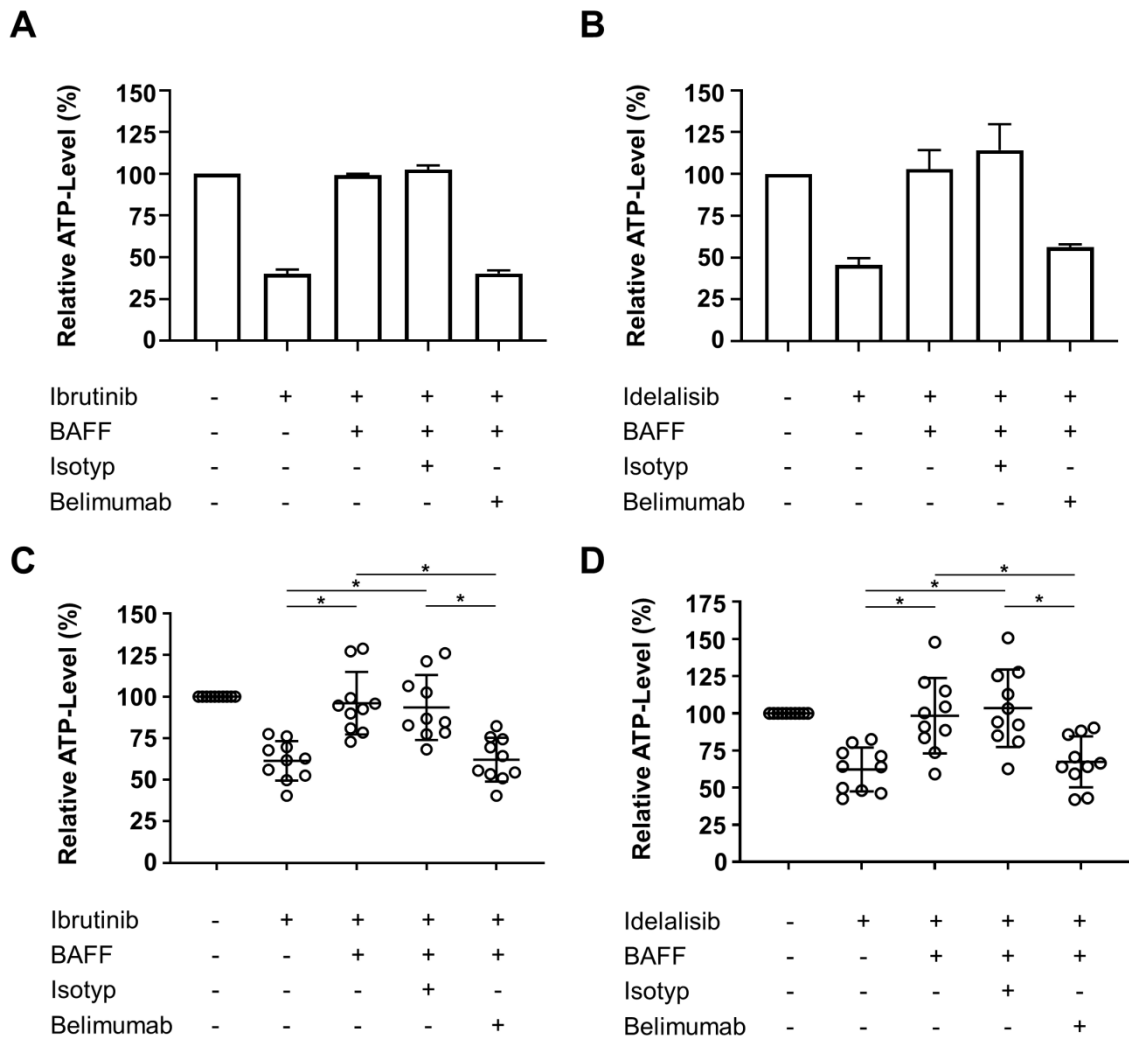 A
Relative ATP-Level (%)
150
125
100
75
50
25
0
Ibrutinib - + + + +
BAFF - - + + +
Isotyp - - - + -
Belimumab - - - - +
B
Relative ATP-Level (%)
150
125
100
75
50
25
0
Idelalisib - + + + +
BAFF - - + + +
Isotyp - - - + -
Belimumab - - - - +
C
Relative ATP-Level (%)
150
125
100
75
50
25
0
*
*
* *
Ibrutinib - + + + +
BAFF - - + + +
Isotyp - - - + -
Belimumab - - - - +
D
Relative ATP-Level (%)
175
150
125
100
75
50
25
0
*
*
* *
Idelalisib - + + + +
BAFF - - + + +
Isotyp - - - + -
Belimumab - - - - +